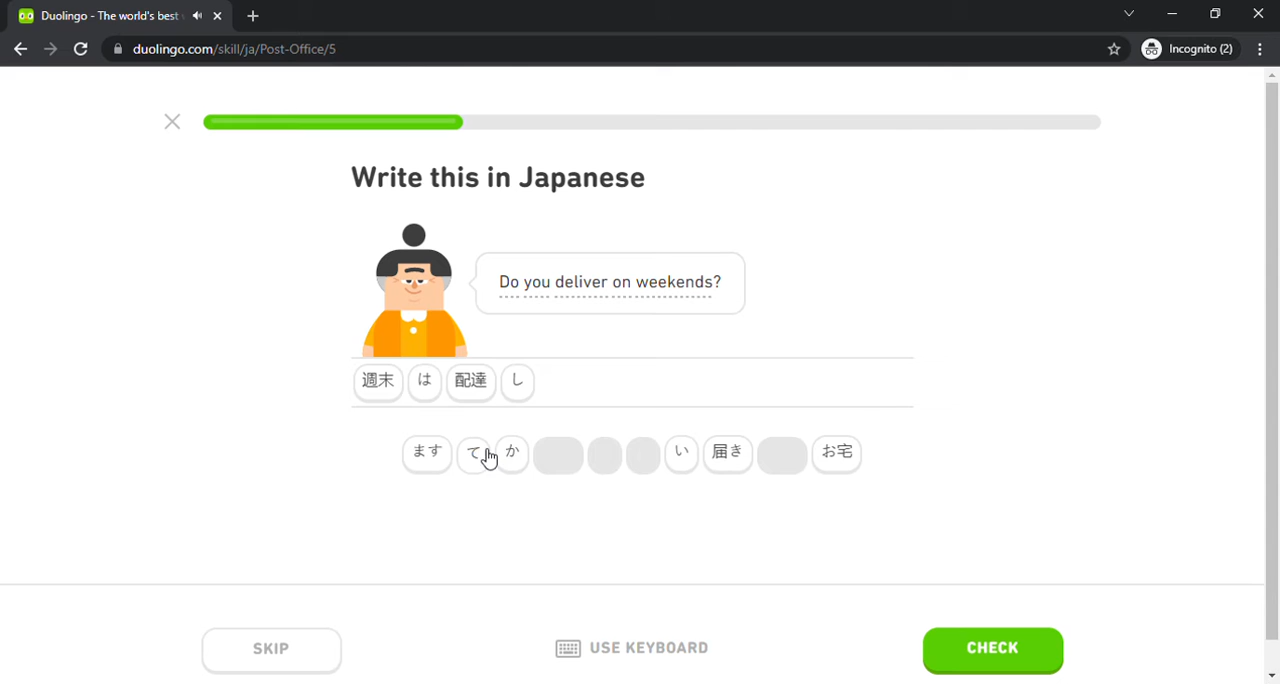 Duolingo - The world's best
duolingo.com/skill/ja/Post-Office/5
Incognito (2)
Write this in Japanese
Do you deliver on weekends?
週末 は 配達 し
ます て か い 届き お宅
SKIP
USE KEYBOARD
CHECK